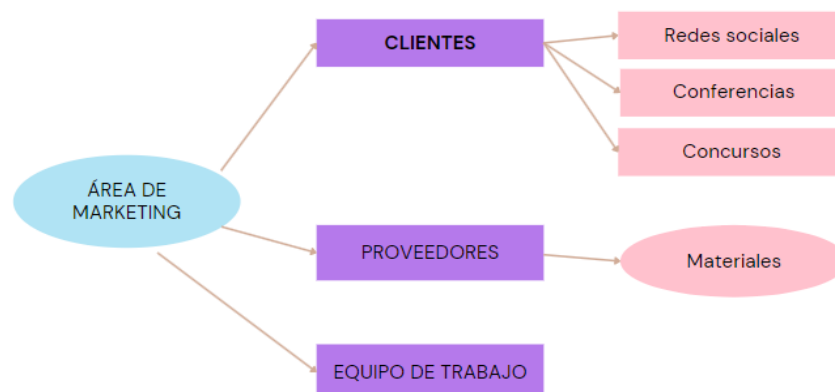 CLIENTES
Redes sociales
Conferencias
Concursos
ÁREA DE
MARKETING
PROVEEDORES
Materiales
EQUIPO DE TRABAJO